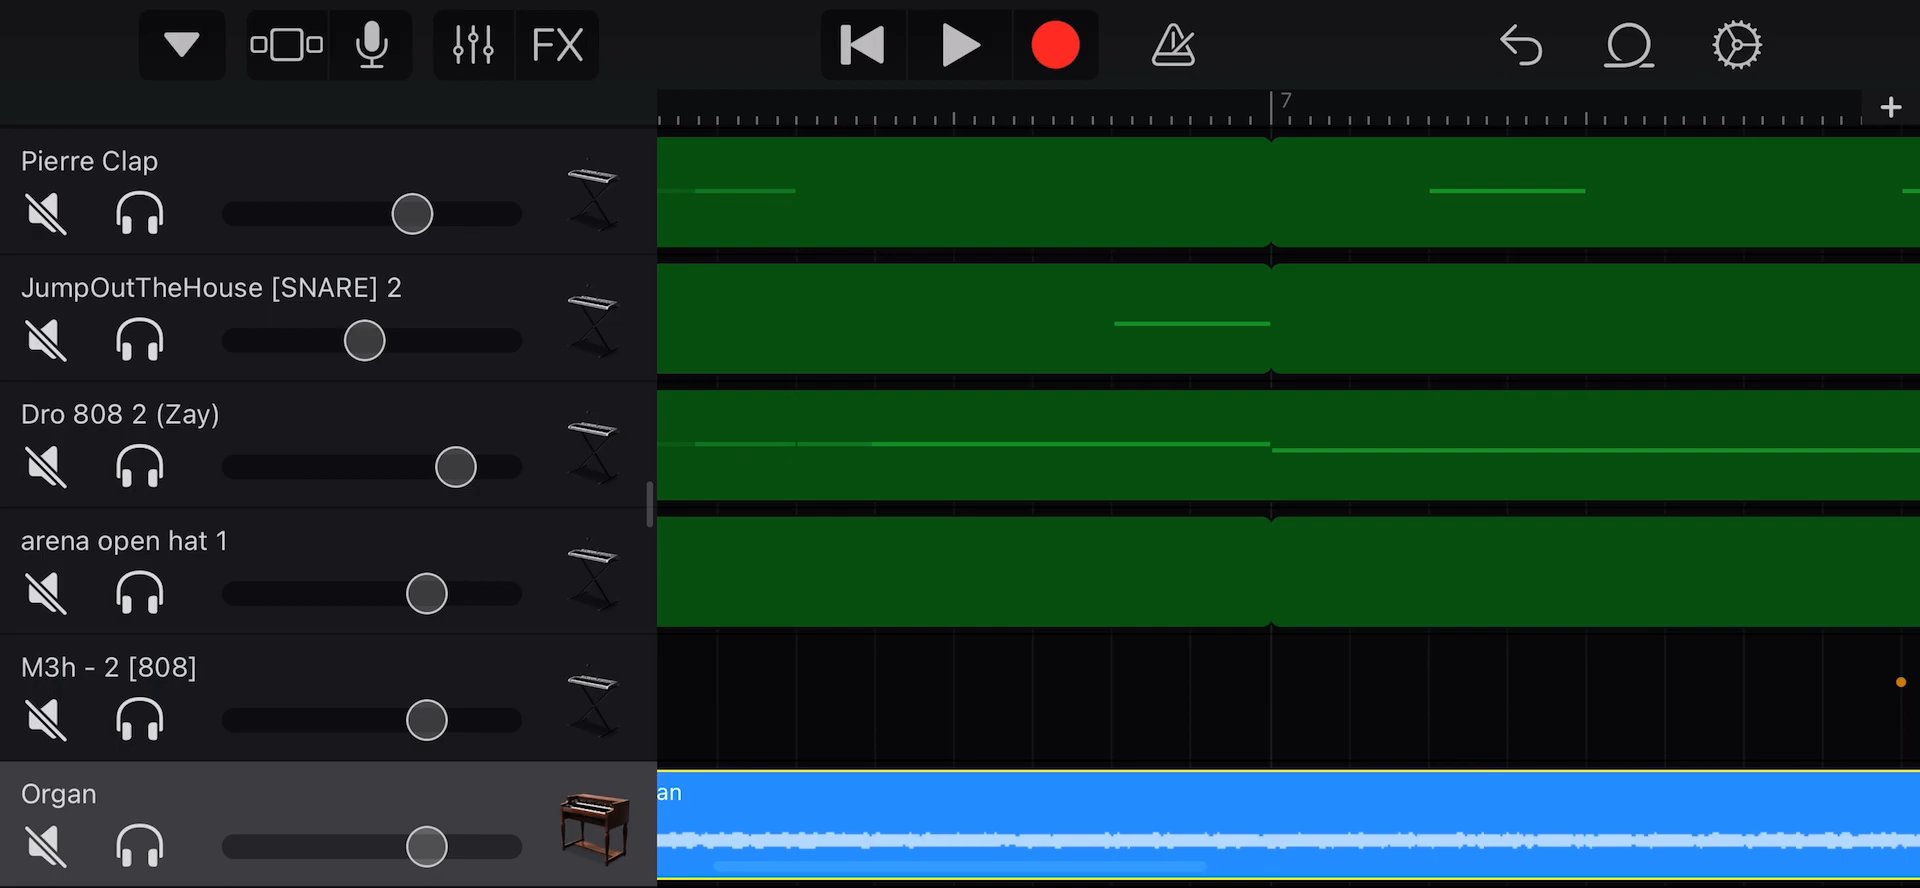 FX
7
+
Pierre Clap
JumpOutTheHouse [SNARE] 2
Dro 808 2 (Zay)
arena open hat 1
M3h - 2 [808]
Organ
an